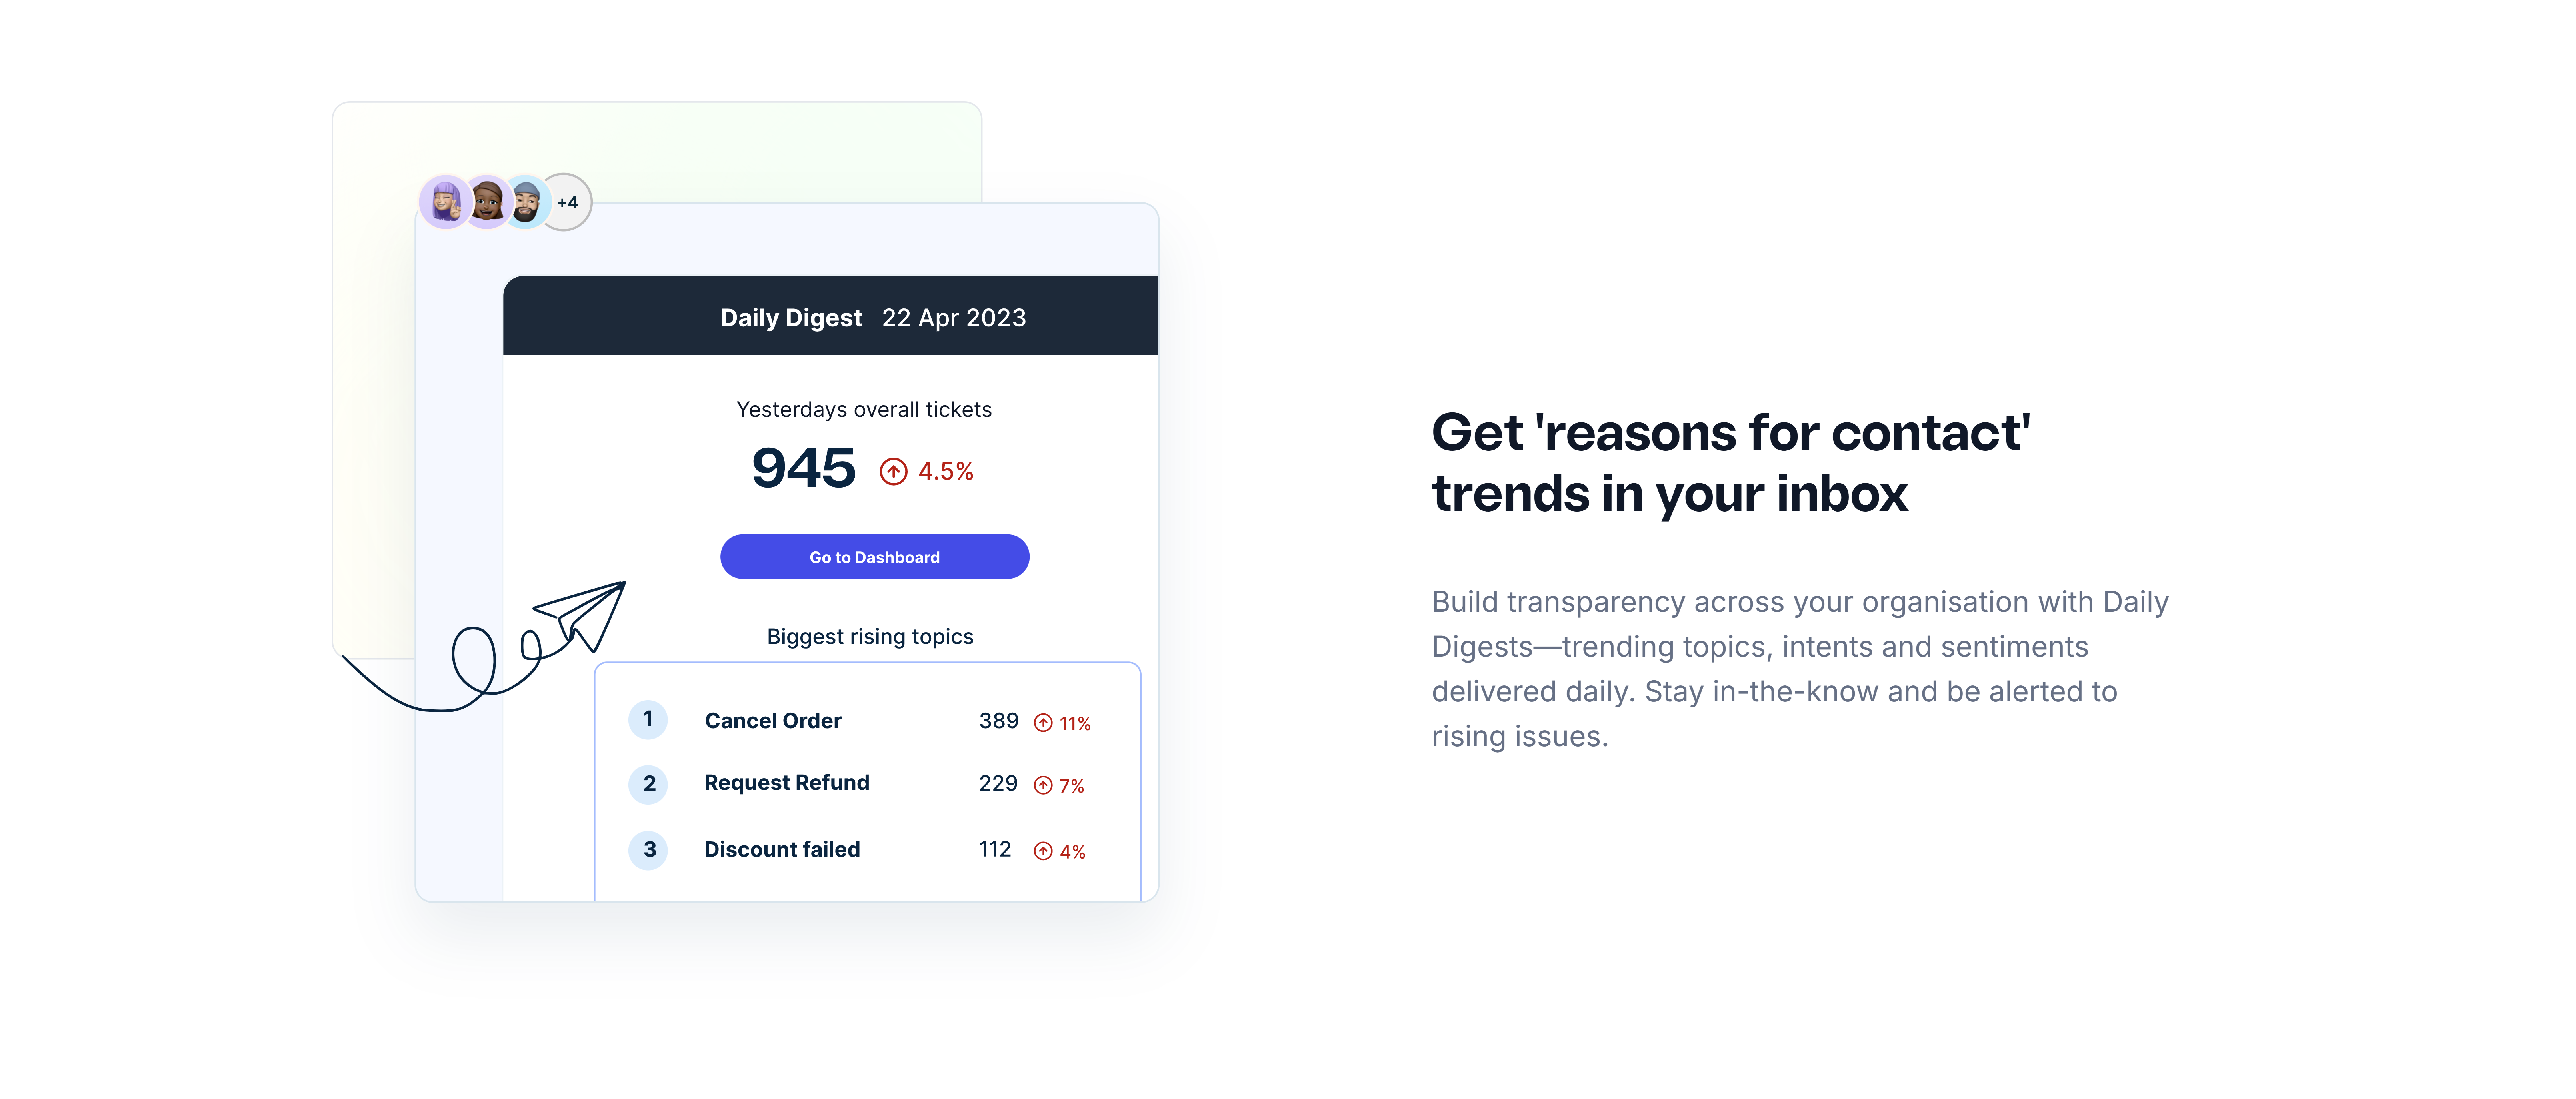 +4
Daily Digest 22 Apr 2023
Yesterdays overall tickets
945 4.5%
Go to Dashboard
Biggest rising topics
1 Cancel Order 389 11%
2 Request Refund 229 7%
3 Discount failed 112 4%
Get 'reasons for contact'
trends in your inbox
Build transparency across your organisation with Daily
Digests—trending topics, intents and sentiments
delivered daily. Stay in-the-know and be alerted to
rising issues.